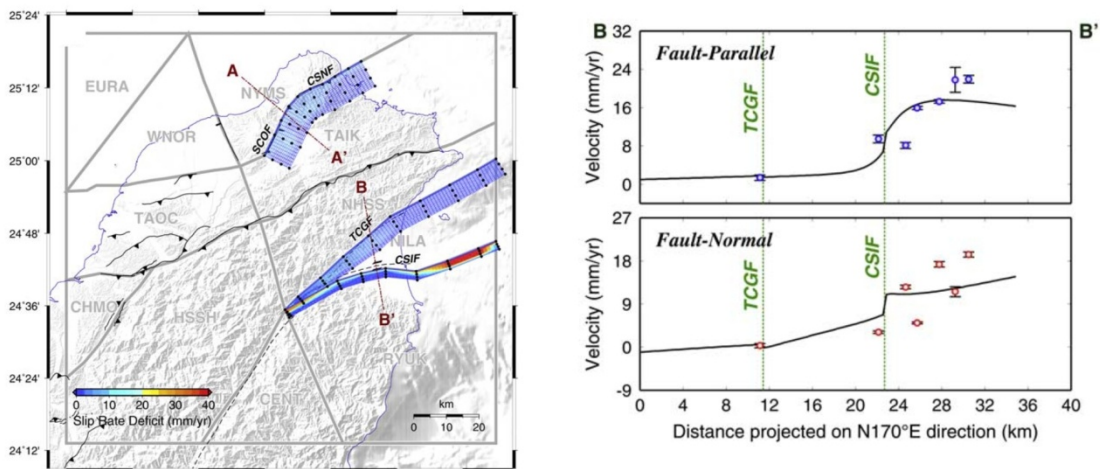 25˚24'
25˚12'
25˚00'
24˚48'
24˚36'
24˚24'
24˚12'
EURA
WNOR
NYMS
CSNF
SCOF
TAIK
A
A'
TAOC
NHSS
B
TCGF
NILA
CSIF
CHMO
HSSH
B'
RYUK
CENT
0 10 20 30 40
Slip Rate Deficit (mm/yr)
km
0 10 20
B
B'
Fault-Parallel
TCGF
CSIF
Velocity (mm/yr)
32
24
16
8
0
Fault-Normal
TCGF
CSIF
Velocity (mm/yr)
27
18
9
0
-9
0 4 8 12 16 20 24 28 32 36 40
Distance projected on N170°E direction (km)